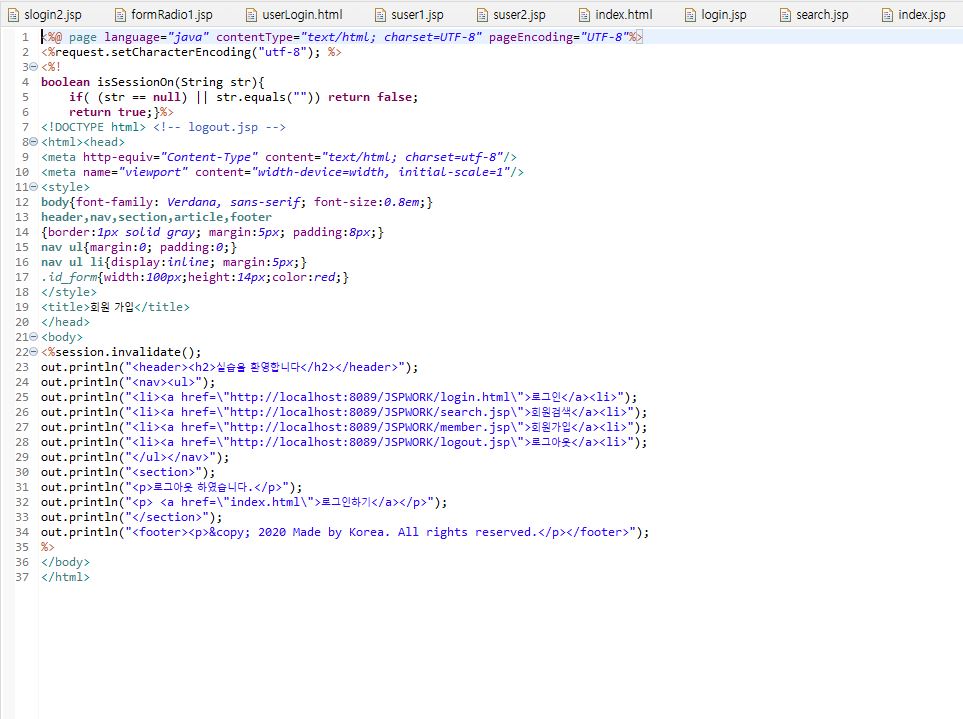 slogin2.jsp formRadio1.jsp userLogin.html suser1.jsp suser2.jsp index.html login.jsp search.jsp index.jsp
1 <%@ page language="java" contentType="text/html; charset=UTF-8" pageEncoding="UTF-8"%>
2 <%request.setCharacterEncoding("utf-8"); %>
3 <%!
4 boolean isSessionOn(String str){
5 if( (str == null) || str.equals("")) return false;
6 return true;}%>
7 <!DOCTYPE html> <!-- logout.jsp -->
8 <html><head>
9 <meta http-equiv="Content-Type" content="text/html; charset=utf-8"/>
10 <meta name="viewport" content="width-device=width, initial-scale=1"/>
11 <style>
12 body{font-family: Verdana, sans-serif; font-size:0.8em;}
13 header,nav,section,article,footer
14 {border:1px solid gray; margin:5px; padding:8px;}
15 nav ul{margin:0; padding:0;}
16 nav ul li{display:inline; margin:5px;}
17 .id_form{width:100px;height:14px;color:red;}
18 </style>
19 <title>회원 가입</title>
20 </head>
21 <body>
22 <%session.invalidate();
23 out.println("<header><h2>실습을 환영합니다</h2></header>");
24 out.println("<nav><ul>");
25 out.println("<li><a href=\"http://localhost:8089/JSPWORK/login.html\">로그인</a><li>");
26 out.println("<li><a href=\"http://localhost:8089/JSPWORK/search.jsp\">회원검색</a><li>");
27 out.println("<li><a href=\"http://localhost:8089/JSPWORK/member.jsp\">회원가입</a><li>");
28 out.println("<li><a href=\"http://localhost:8089/JSPWORK/logout.jsp\">로그아웃</a><li>");
29 out.println("</ul></nav>");
30 out.println("<section>");
31 out.println("<p>로그아웃 하였습니다.</p>");
32 out.println("<p> <a href=\"index.html\">로그인하기</a></p>");
33 out.println("</section>");
34 out.println("<footer><p>&copy; 2020 Made by Korea. All rights reserved.</p></footer>");
35 %>
36 </body>
37 </html>